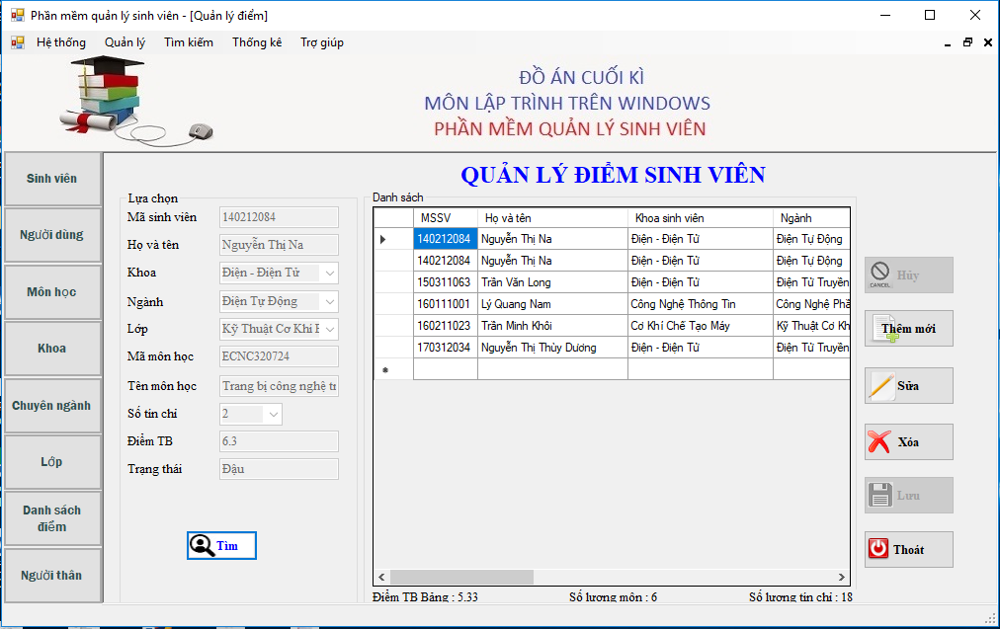 Phần mềm quản lý sinh viên - [Quản lý điểm]
Hệ thống Quản lý Tìm kiếm Thống kê Trợ giúp
ĐỒ ÁN CUỐI KÌ
MÔN LẬP TRÌNH TRÊN WINDOWS
PHẦN MỀM QUẢN LÝ SINH VIÊN
Sinh viên
Người dùng
Môn học
Khoa
Chuyên ngành
Lớp
Danh sách
điểm
Người thân
QUẢN LÝ ĐIỂM SINH VIÊN
Lựa chọn
Mã sinh viên 140212084
Họ và tên Nguyễn Thị Na
Khoa Điện - Điện Tử
Ngành Điện Tự Động
Lớp Kỹ Thuật Cơ Khí
Mã môn học ECNC320724
Tên môn học Trang bị công nghệ
Số tín chỉ 2
Điểm TB 6.3
Trạng thái Đậu
Tìm
Danh sách
MSSV Họ và tên Khoa sinh viên Ngành
140212084 Nguyễn Thị Na Điện - Điện Tử Điện Tự Động
140212084 Nguyễn Thị Na Điện - Điện Tử Điện Tự Động
150311063 Trần Văn Long Điện - Điện Tử Điện Tử Truyền
160111001 Lý Quang Nam Công Nghệ Thông Tin Công Nghệ
160211023 Trần Minh Khôi Cơ Khí Chế Tạo Máy Kỹ Thuật Cơ
170312034 Nguyễn Thị Thùy Dương Điện - Điện Tử Điện Tử Truyền
Điểm TB Bảng : 5.33 Số lượng môn : 6 Số lượng tín chỉ : 18
CANCEL Hủy
Thêm mới
Sửa
Xóa
Lưu
Thoát